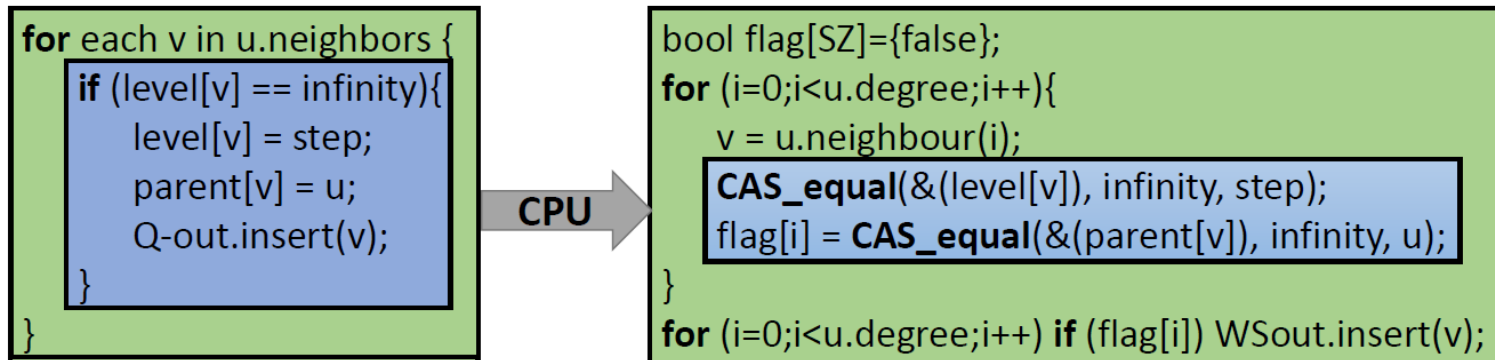 for each v in u.neighbors {
if (level[v] == infinity){
level[v] = step;
parent[v] = u;
Q-out.insert(v);
}
}
CPU
bool flag[SZ]={false};
for (i=0;i<u.degree;i++){
v = u.neighbour(i);
CAS_equal(&(level[v]), infinity, step);
flag[i] = CAS_equal(&(parent[v]), infinity, u);
}
for (i=0;i<u.degree;i++) if (flag[i]) WSout.insert(v);